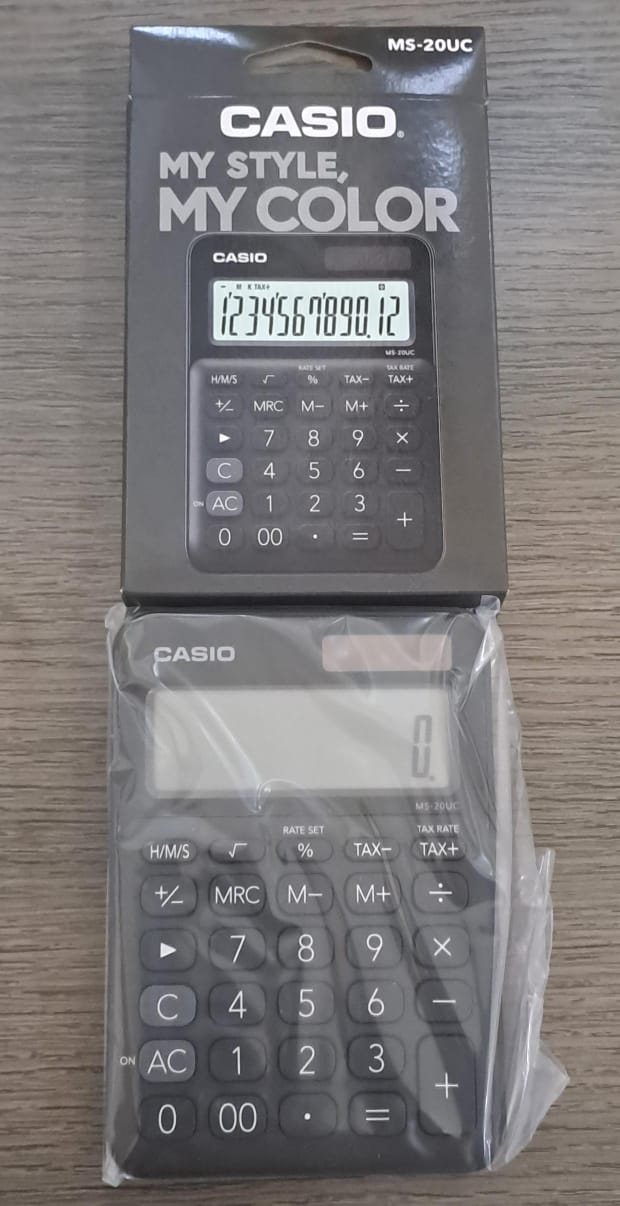 MS-20UC
CASIO®
MY STYLE,
MY COLOR
CASIO
− M K TAX+
123456789012
MS-20UC
RATE SET TAX RATE
H/M/S √ % TAX− TAX+
+/− MRC M− M+ ÷
▶ 7 8 9 ×
C 4 5 6 −
ON AC 1 2 3 +
0 00 · =
CASIO
0.
MS-20UC
RATE SET TAX RATE
H/M/S √ % TAX− TAX+
+/− MRC M− M+ ÷
▶ 7 8 9 ×
C 4 5 6 −
ON AC 1 2 3 +
0 00 · =